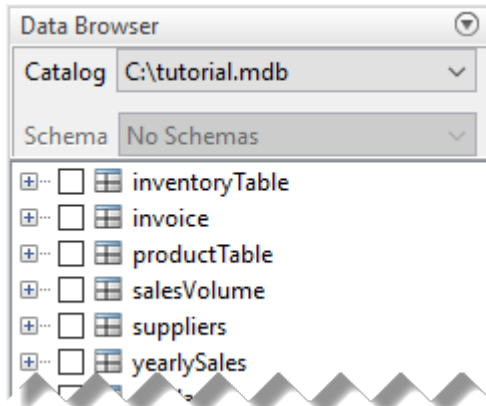 Data Browser
Catalog C:\tutorial.mdb
Schema No Schemas
inventoryTable
invoice
productTable
salesVolume
suppliers
yearlySales